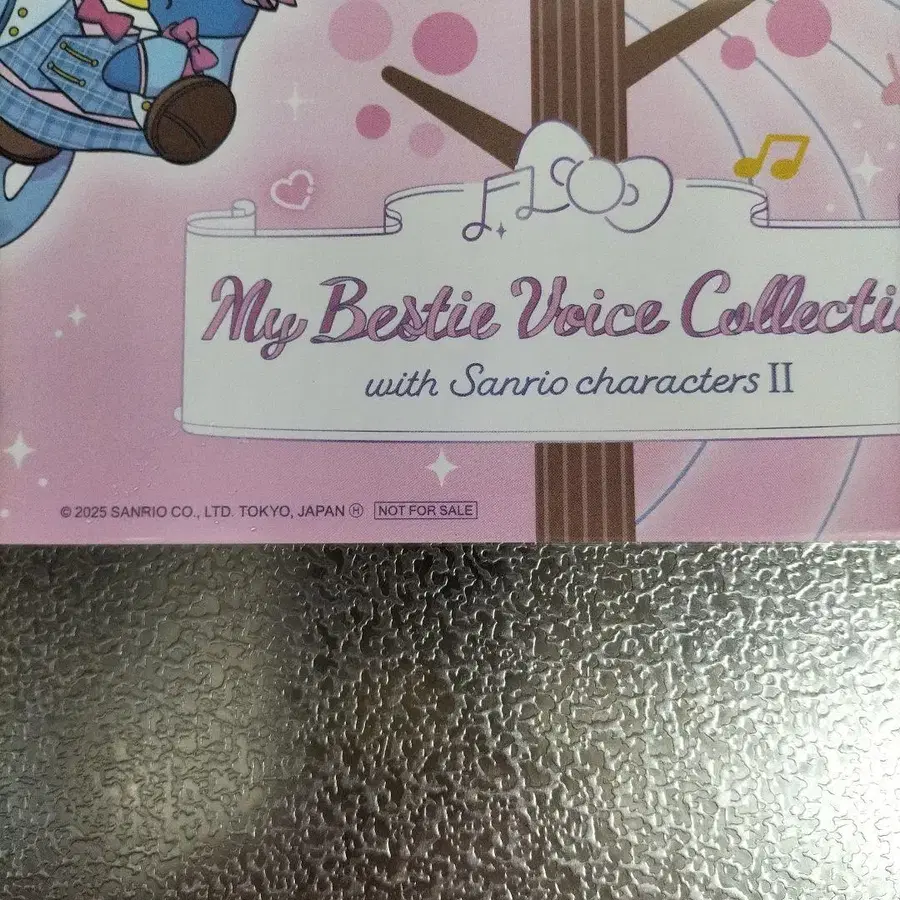 My Bestie Voice Collecti
with Sanrio characters II
© 2025 SANRIO CO., LTD. TOKYO, JAPAN Ⓗ NOT FOR SALE